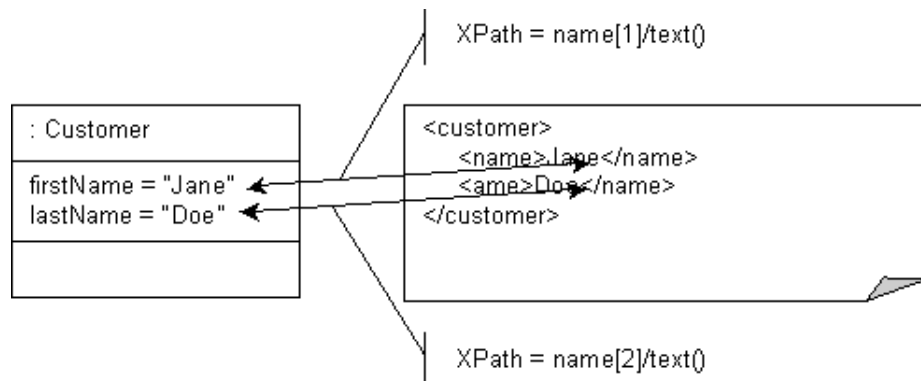 XPath = name[1]/text()
: Customer
firstName = "Jane"
lastName = "Doe"
<customer>
<name>Jane</name>
<ame>Doe</name>
</customer>
XPath = name[2]/text()